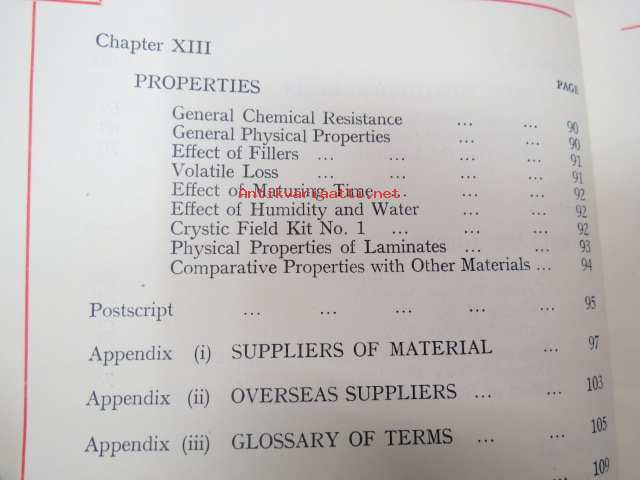 Chapter XIII
PROPERTIES PAGE
General Chemical Resistance ... ... 90
General Physical Properties ... ... 90
Effect of Fillers ... ... ... ... 91
Volatile Loss ... ... ... ... 91
Effect of Maturing Time ... ... ... 92
antikvariaatti.net
Effect of Humidity and Water ... ... 92
Crystic Field Kit No. 1 ... ... ... 92
Physical Properties of Laminates ... ... 93
Comparative Properties with Other Materials ... 94
Postscript ... ... ... ... ... 95
Appendix (i) SUPPLIERS OF MATERIAL ... 97
Appendix (ii) OVERSEAS SUPPLIERS ... ... 103
Appendix (iii) GLOSSARY OF TERMS ... ... 105
... 109